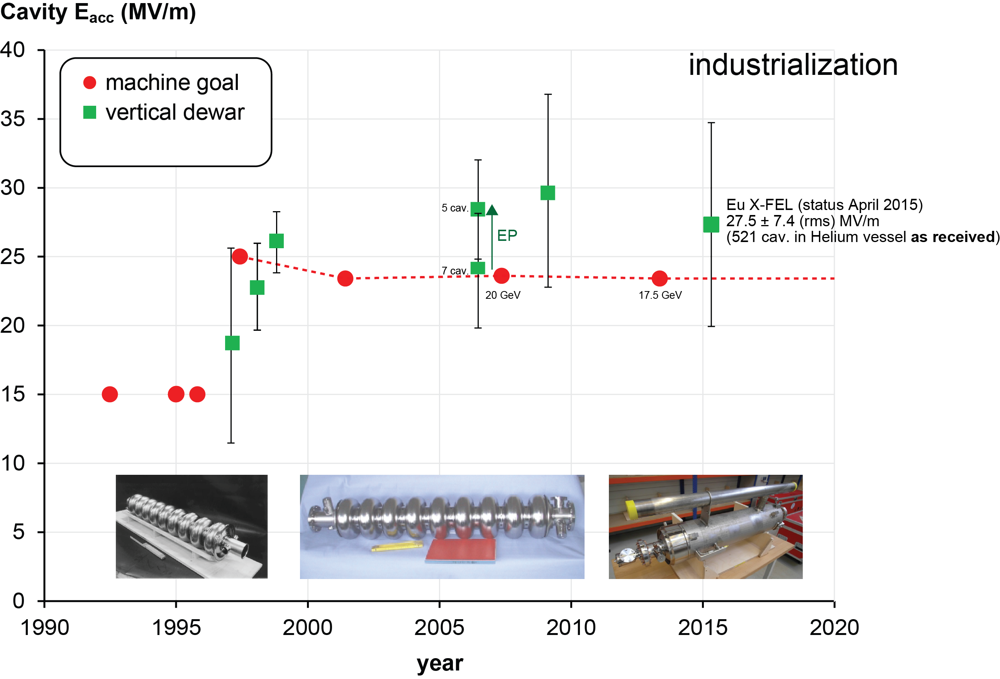 Cavity Eacc (MV/m)
40
industrialization
machine goal
vertical dewar
35
30
5 cav.
Eu X-FEL (status April 2015)
27.5 ± 7.4 (rms) MV/m
(521 cav. in Helium vessel as received)
EP
25
7 cav.
20 GeV
17.5 GeV
20
15
10
5
0
1990 1995 2000 2005 2010 2015 2020
year